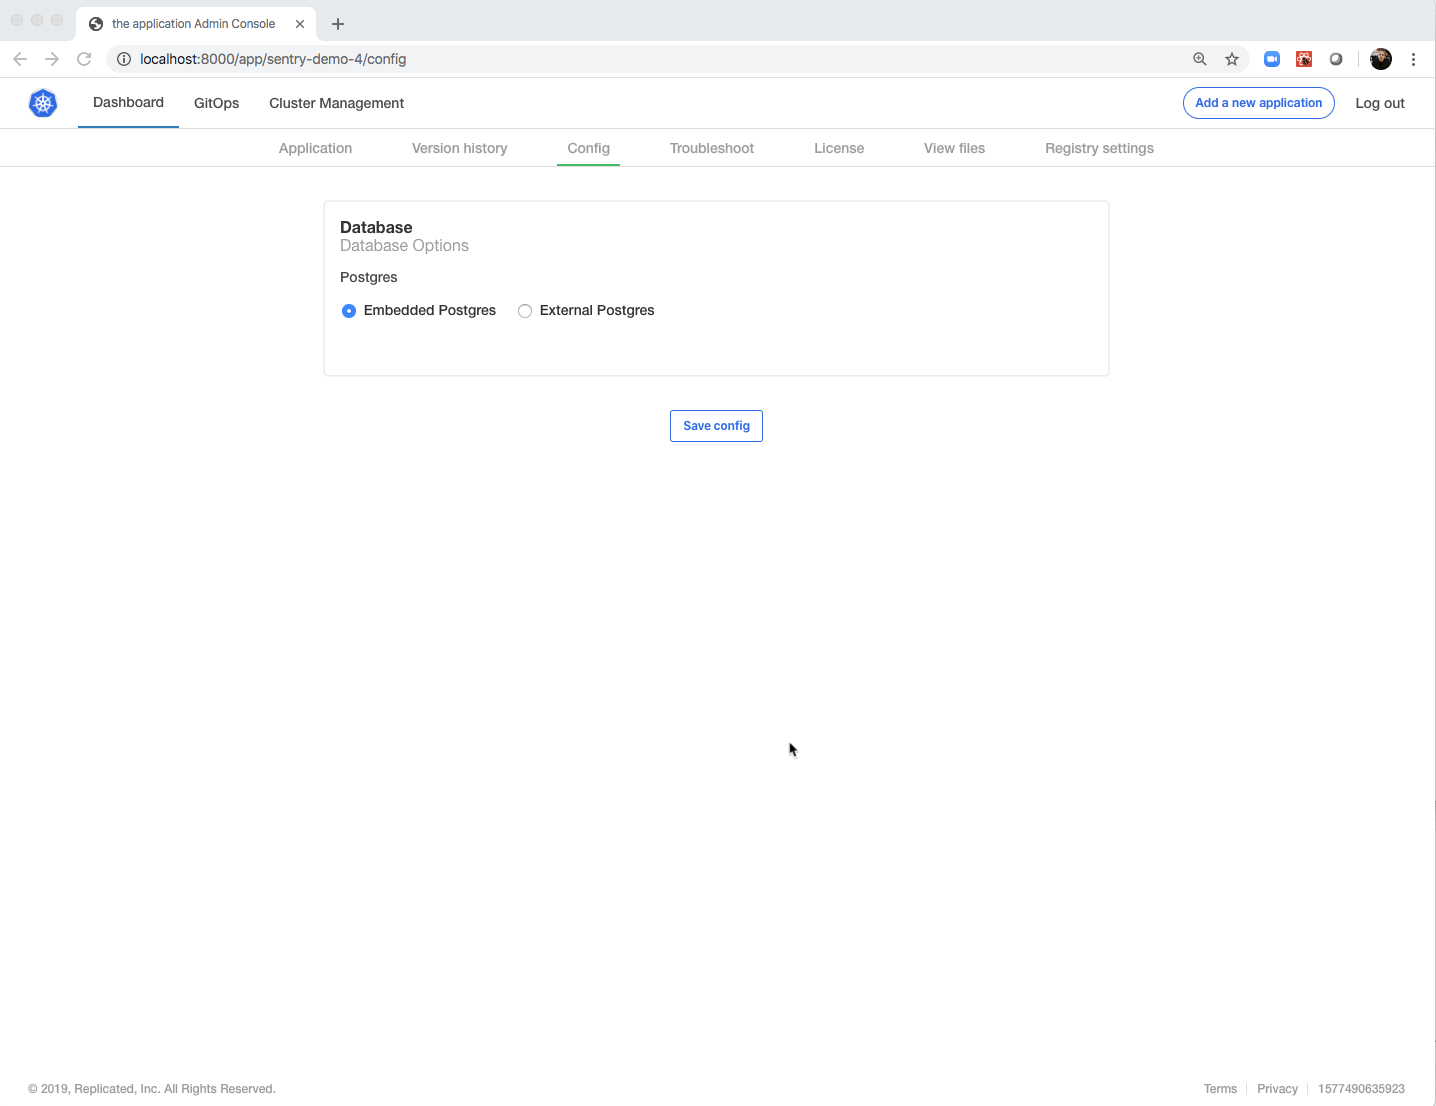 the application Admin Console
localhost:8000/app/sentry-demo-4/config
Dashboard GitOps Cluster Management Add a new application Log out
Application Version history Config Troubleshoot License View files Registry settings
Database
Database Options
Postgres
Embedded Postgres External Postgres
Save config
© 2019, Replicated, Inc. All Rights Reserved. Terms Privacy 1577490635923